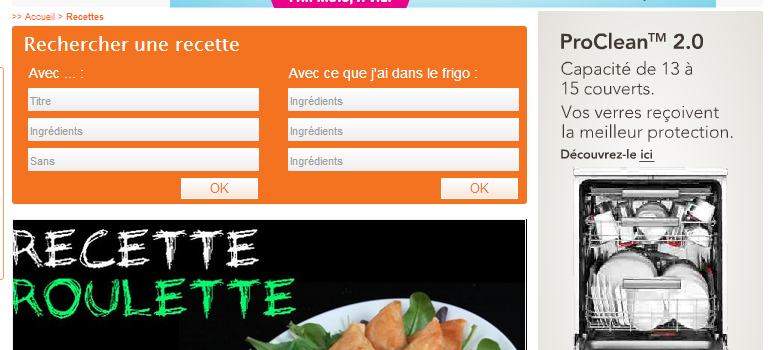 >> Accueil > Recettes
Rechercher une recette
Avec ... :
Titre
Ingrédients
Sans
OK
Avec ce que j'ai dans le frigo :
Ingrédients
Ingrédients
Ingrédients
OK
RECETTE
ROULETTE
ProClean™ 2.0
Capacité de 13 à
15 couverts.
Vos verres reçoivent
la meilleur protection.
Découvrez-le ici